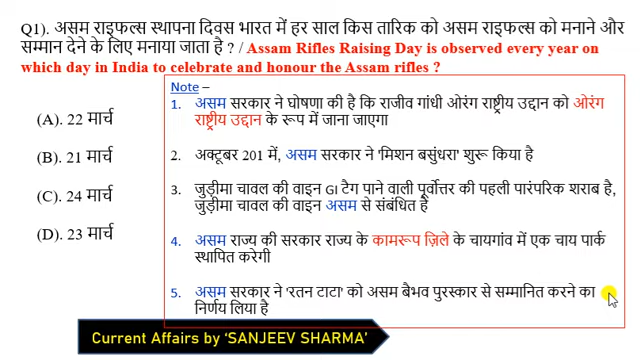 Q1). असम राइफल्स स्थापना दिवस भारत में हर साल किस तारिक को असम राइफल्स को मनाने और
सम्मान देने के लिए मनाया जाता है ? / Assam Rifles Raising Day is observed every year on
which day in India to celebrate and honour the Assam rifles ?
(A). 22 मार्च
(B). 21 मार्च
(C). 24 मार्च
(D). 23 मार्च
Note –
1. असम सरकार ने घोषणा की है कि राजीव गांधी ओरंग राष्ट्रीय उद्दान को ओरंग
राष्ट्रीय उद्दान के रूप में जाना जाएगा
2. अक्टूबर 201 में, असम सरकार ने 'मिशन बसुंधरा' शुरू किया है
3. जुडीमा चावल की वाइन GI टैग पाने वाली पूर्वोत्तर की पहली पारंपरिक शराब है,
जुडीमा चावल की वाइन असम से संबंधित हैं
4. असम राज्य की सरकार राज्य के कामरूप ज़िले के चायगांव में एक चाय पार्क
स्थापित करेगी
5. असम सरकार ने 'रतन टाटा' को असम बैभव पुरस्कार से सम्मानित करने का
निर्णय लिया है
Current Affairs by ‘SANJEEV SHARMA’